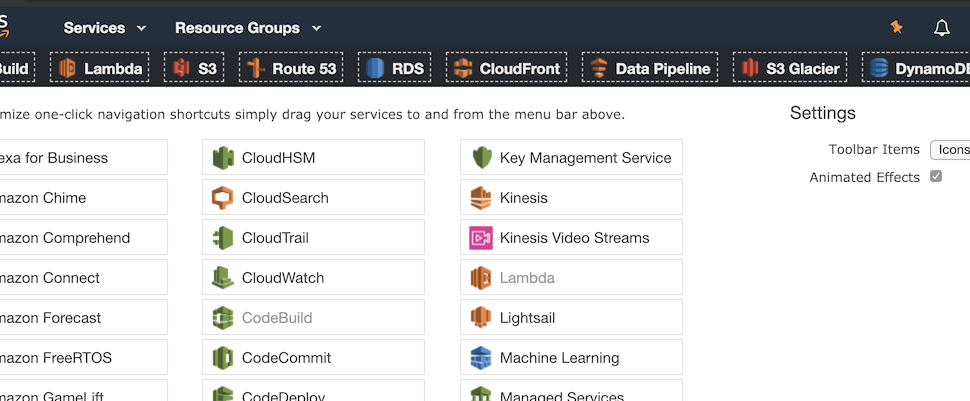 Services Resource Groups
Lambda S3 Route 53 RDS CloudFront Data Pipeline S3 Glacier
mize one-click navigation shortcuts simply drag your services to and from the menu bar above.
Settings
Toolbar Items Icons
Animated Effects
exa for Business
mazon Chime
mazon Comprehend
mazon Connect
mazon Forecast
mazon FreeRTOS
mazon GameLift
CloudHSM
CloudSearch
CloudTrail
CloudWatch
CodeBuild
CodeCommit
CodeDeploy
Key Management Service
Kinesis
Kinesis Video Streams
Lambda
Lightsail
Machine Learning
Managed Services